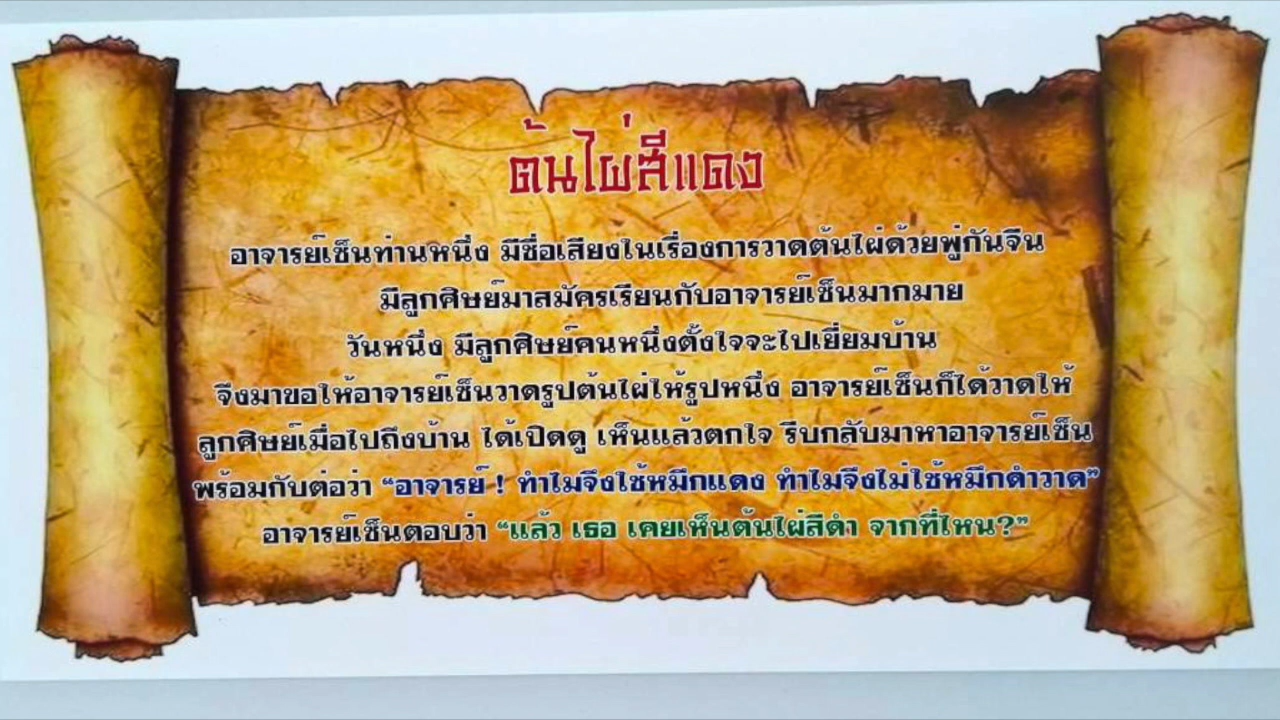 ต้นไผ่สีแดง
อาจารย์เซ็นท่านหนึ่ง มีชื่อเสียงในเรื่องการวาดต้นไผ่ด้วยพู่กันจีน
มีลูกศิษย์มาสมัครเรียนกับอาจารย์เซ็นมากมาย
วันหนึ่ง มีลูกศิษย์คนหนึ่งตั้งใจจะไปเยี่ยมบ้าน
จึงมาขอให้อาจารย์เซ็นวาดรูปต้นไผ่ให้รูปหนึ่ง อาจารย์เซ็นก็ได้วาดให้
ลูกศิษย์เมื่อไปถึงบ้าน ได้เปิดดู เห็นแล้วตกใจ รีบกลับมาหาอาจารย์เซ็น
พร้อมกับต่อว่า “อาจารย์ ! ทำไมจึงใช้หมึกแดง ทำไมจึงไม่ใช้หมึกดำวาด”
อาจารย์เซ็นตอบว่า “แล้ว เธอ เคยเห็นต้นไผ่สีดำ จากที่ไหน?”